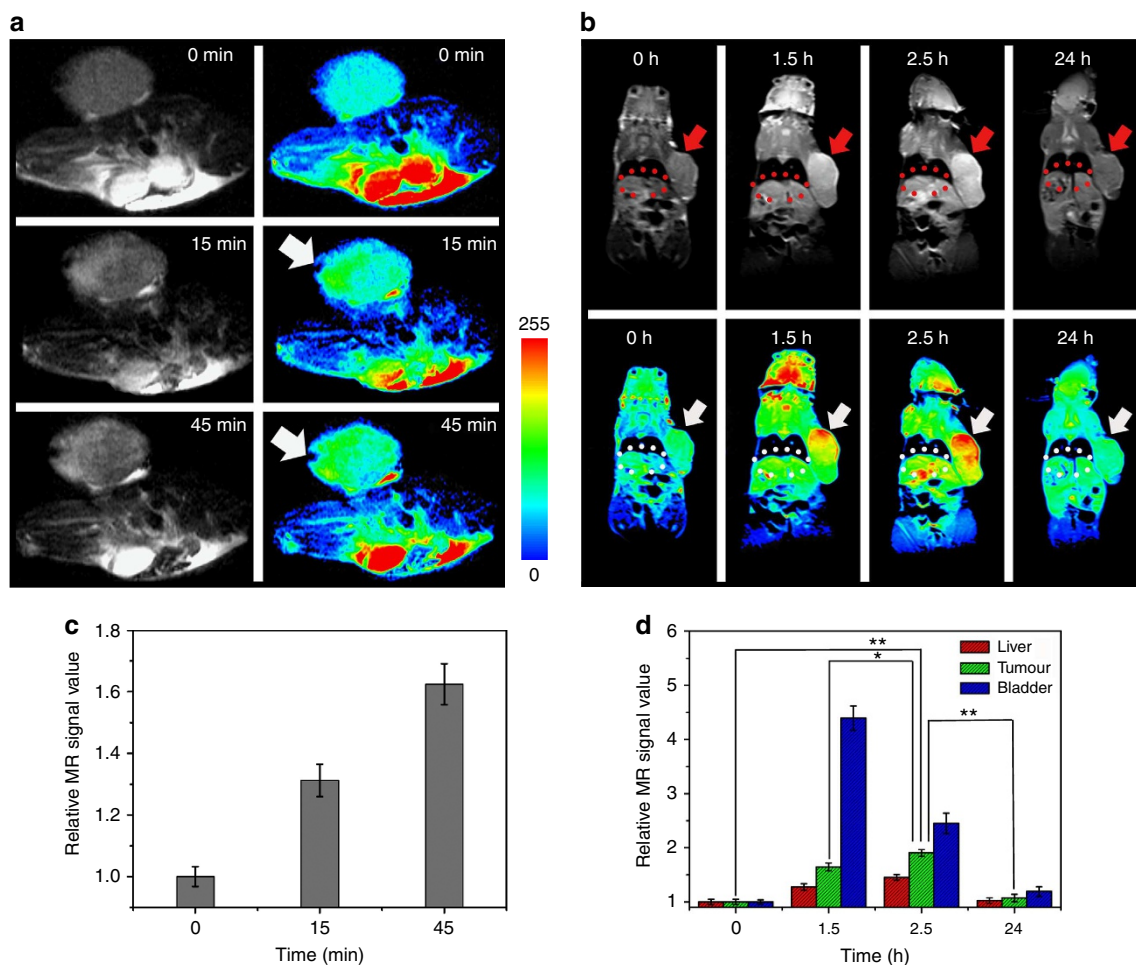 a
0 min
0 min
15 min
15 min
45 min
45 min
255
0
b
0 h
1.5 h
2.5 h
24 h
0 h
1.5 h
2.5 h
24 h
c
Relative MR signal value
1.8
1.6
1.4
1.2
1.0
0
15
45
Time (min)
d
Relative MR signal value
6
5
4
3
2
1
**
*
**
Liver
Tumour
Bladder
0
1.5
2.5
24
Time (h)